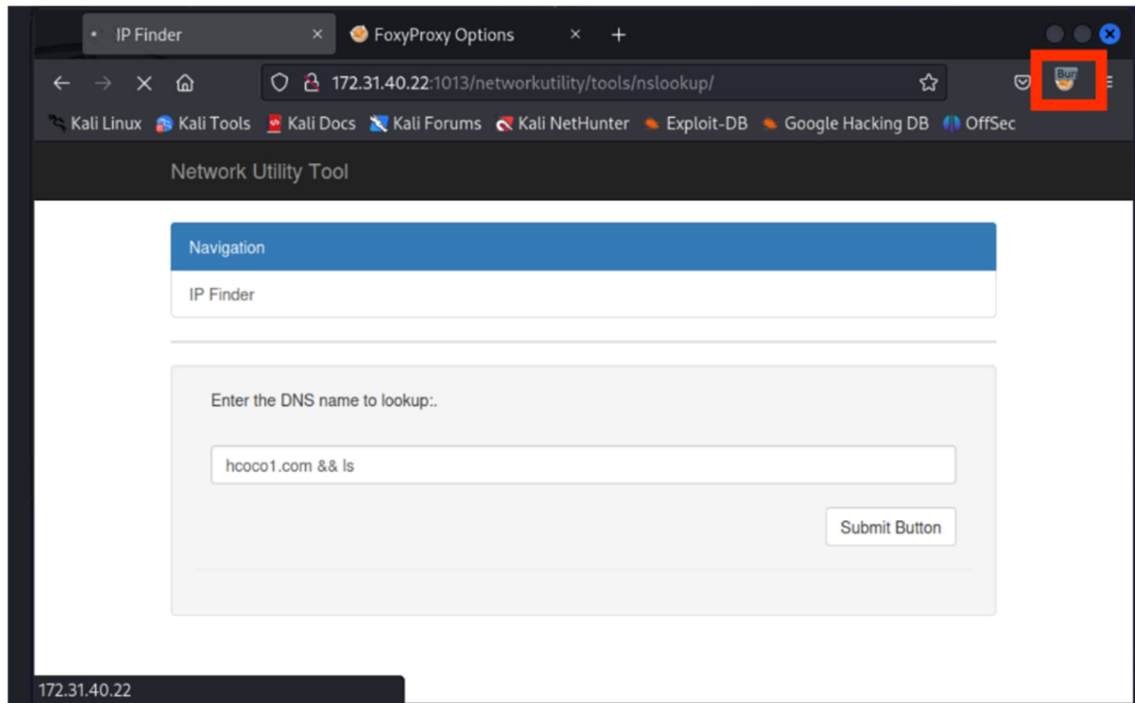 IP Finder FoxyProxy Options
172.31.40.22:1013/networkutility/tools/nslookup/
Kali Linux Kali Tools Kali Docs Kali Forums Kali NetHunter Exploit-DB Google Hacking DB OffSec
Network Utility Tool
Navigation
IP Finder
Enter the DNS name to lookup:.
hcoco1.com && ls
Submit Button
172.31.40.22